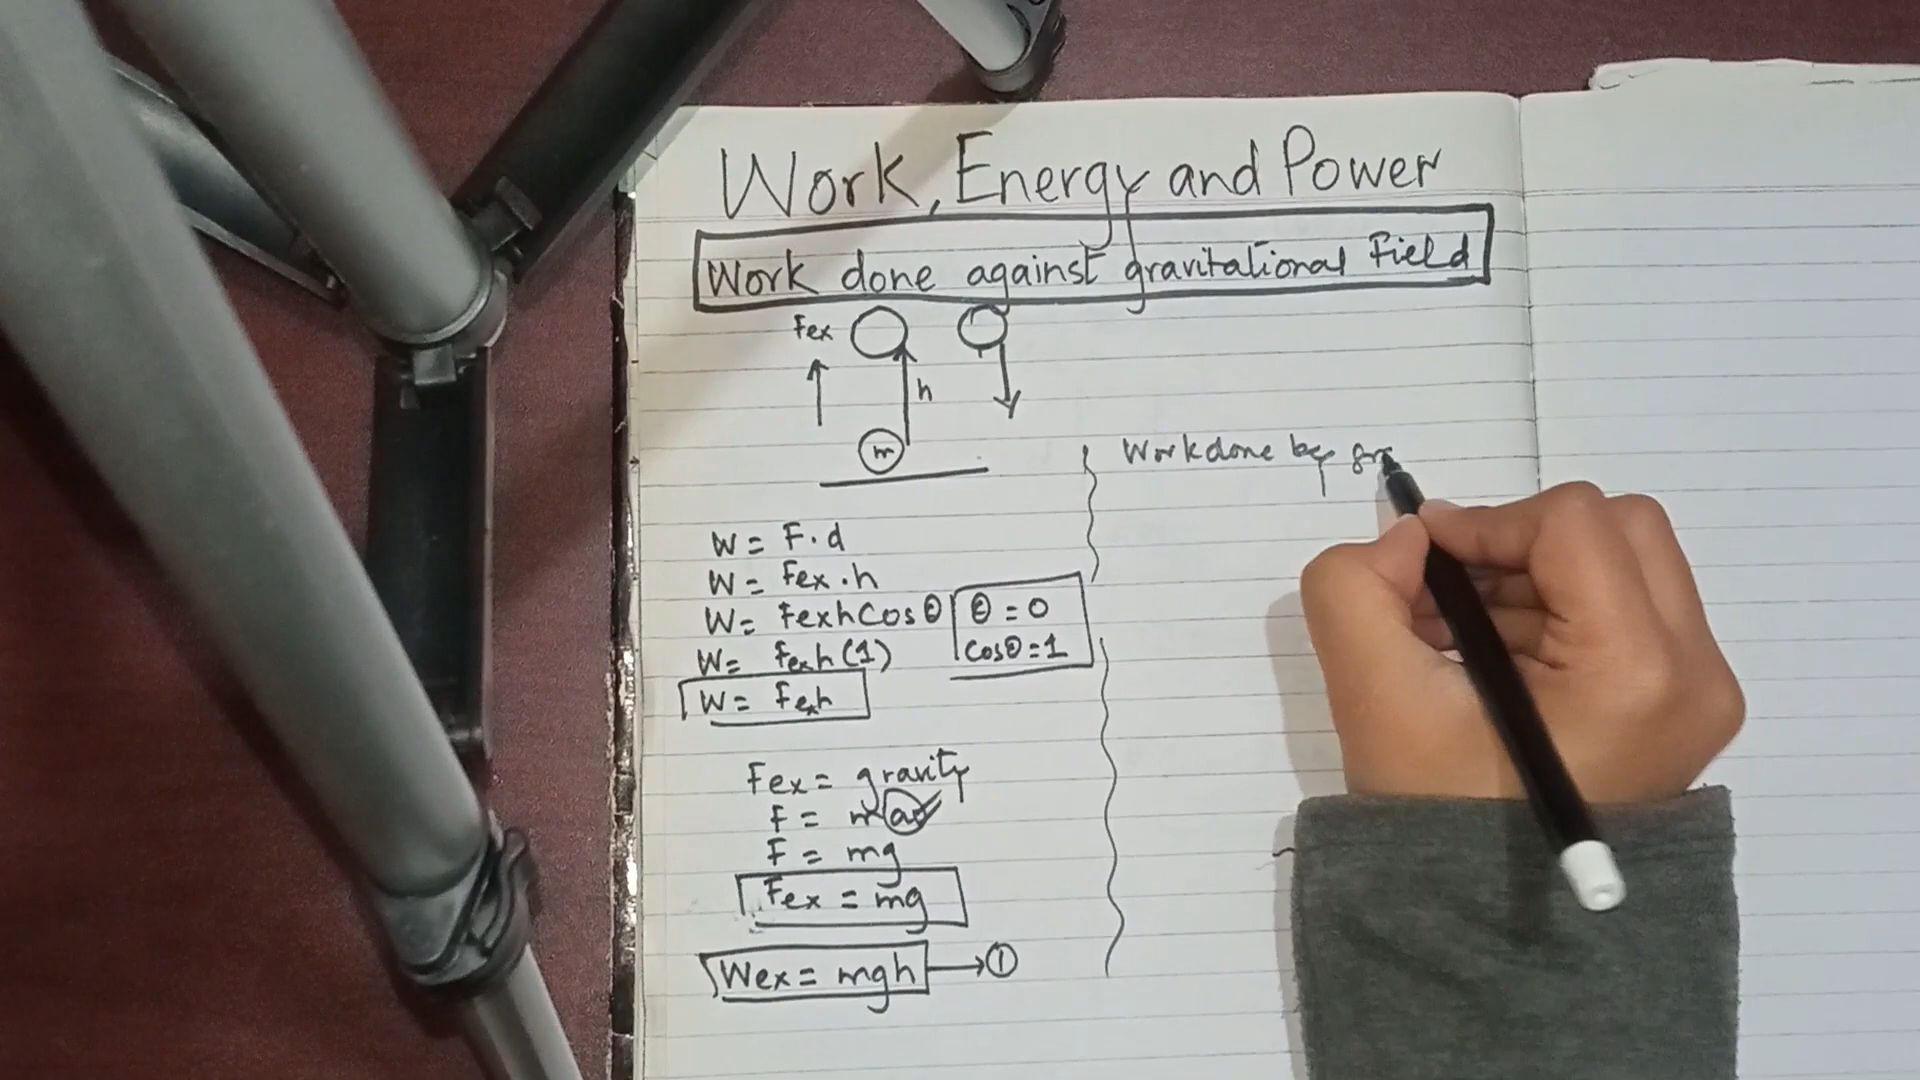 Work, Energy and Power
Work done against gravitational Field
Fex
h
m
W = F.d
W = Fex.h
W = FexhCosθ
W = Fexh(1)
W = Fexh
θ = 0
Cosθ = 1
Fex = gravity
F = ma
F = mg
Fex = mg
Wex = mgh → ①
Workdone by gra